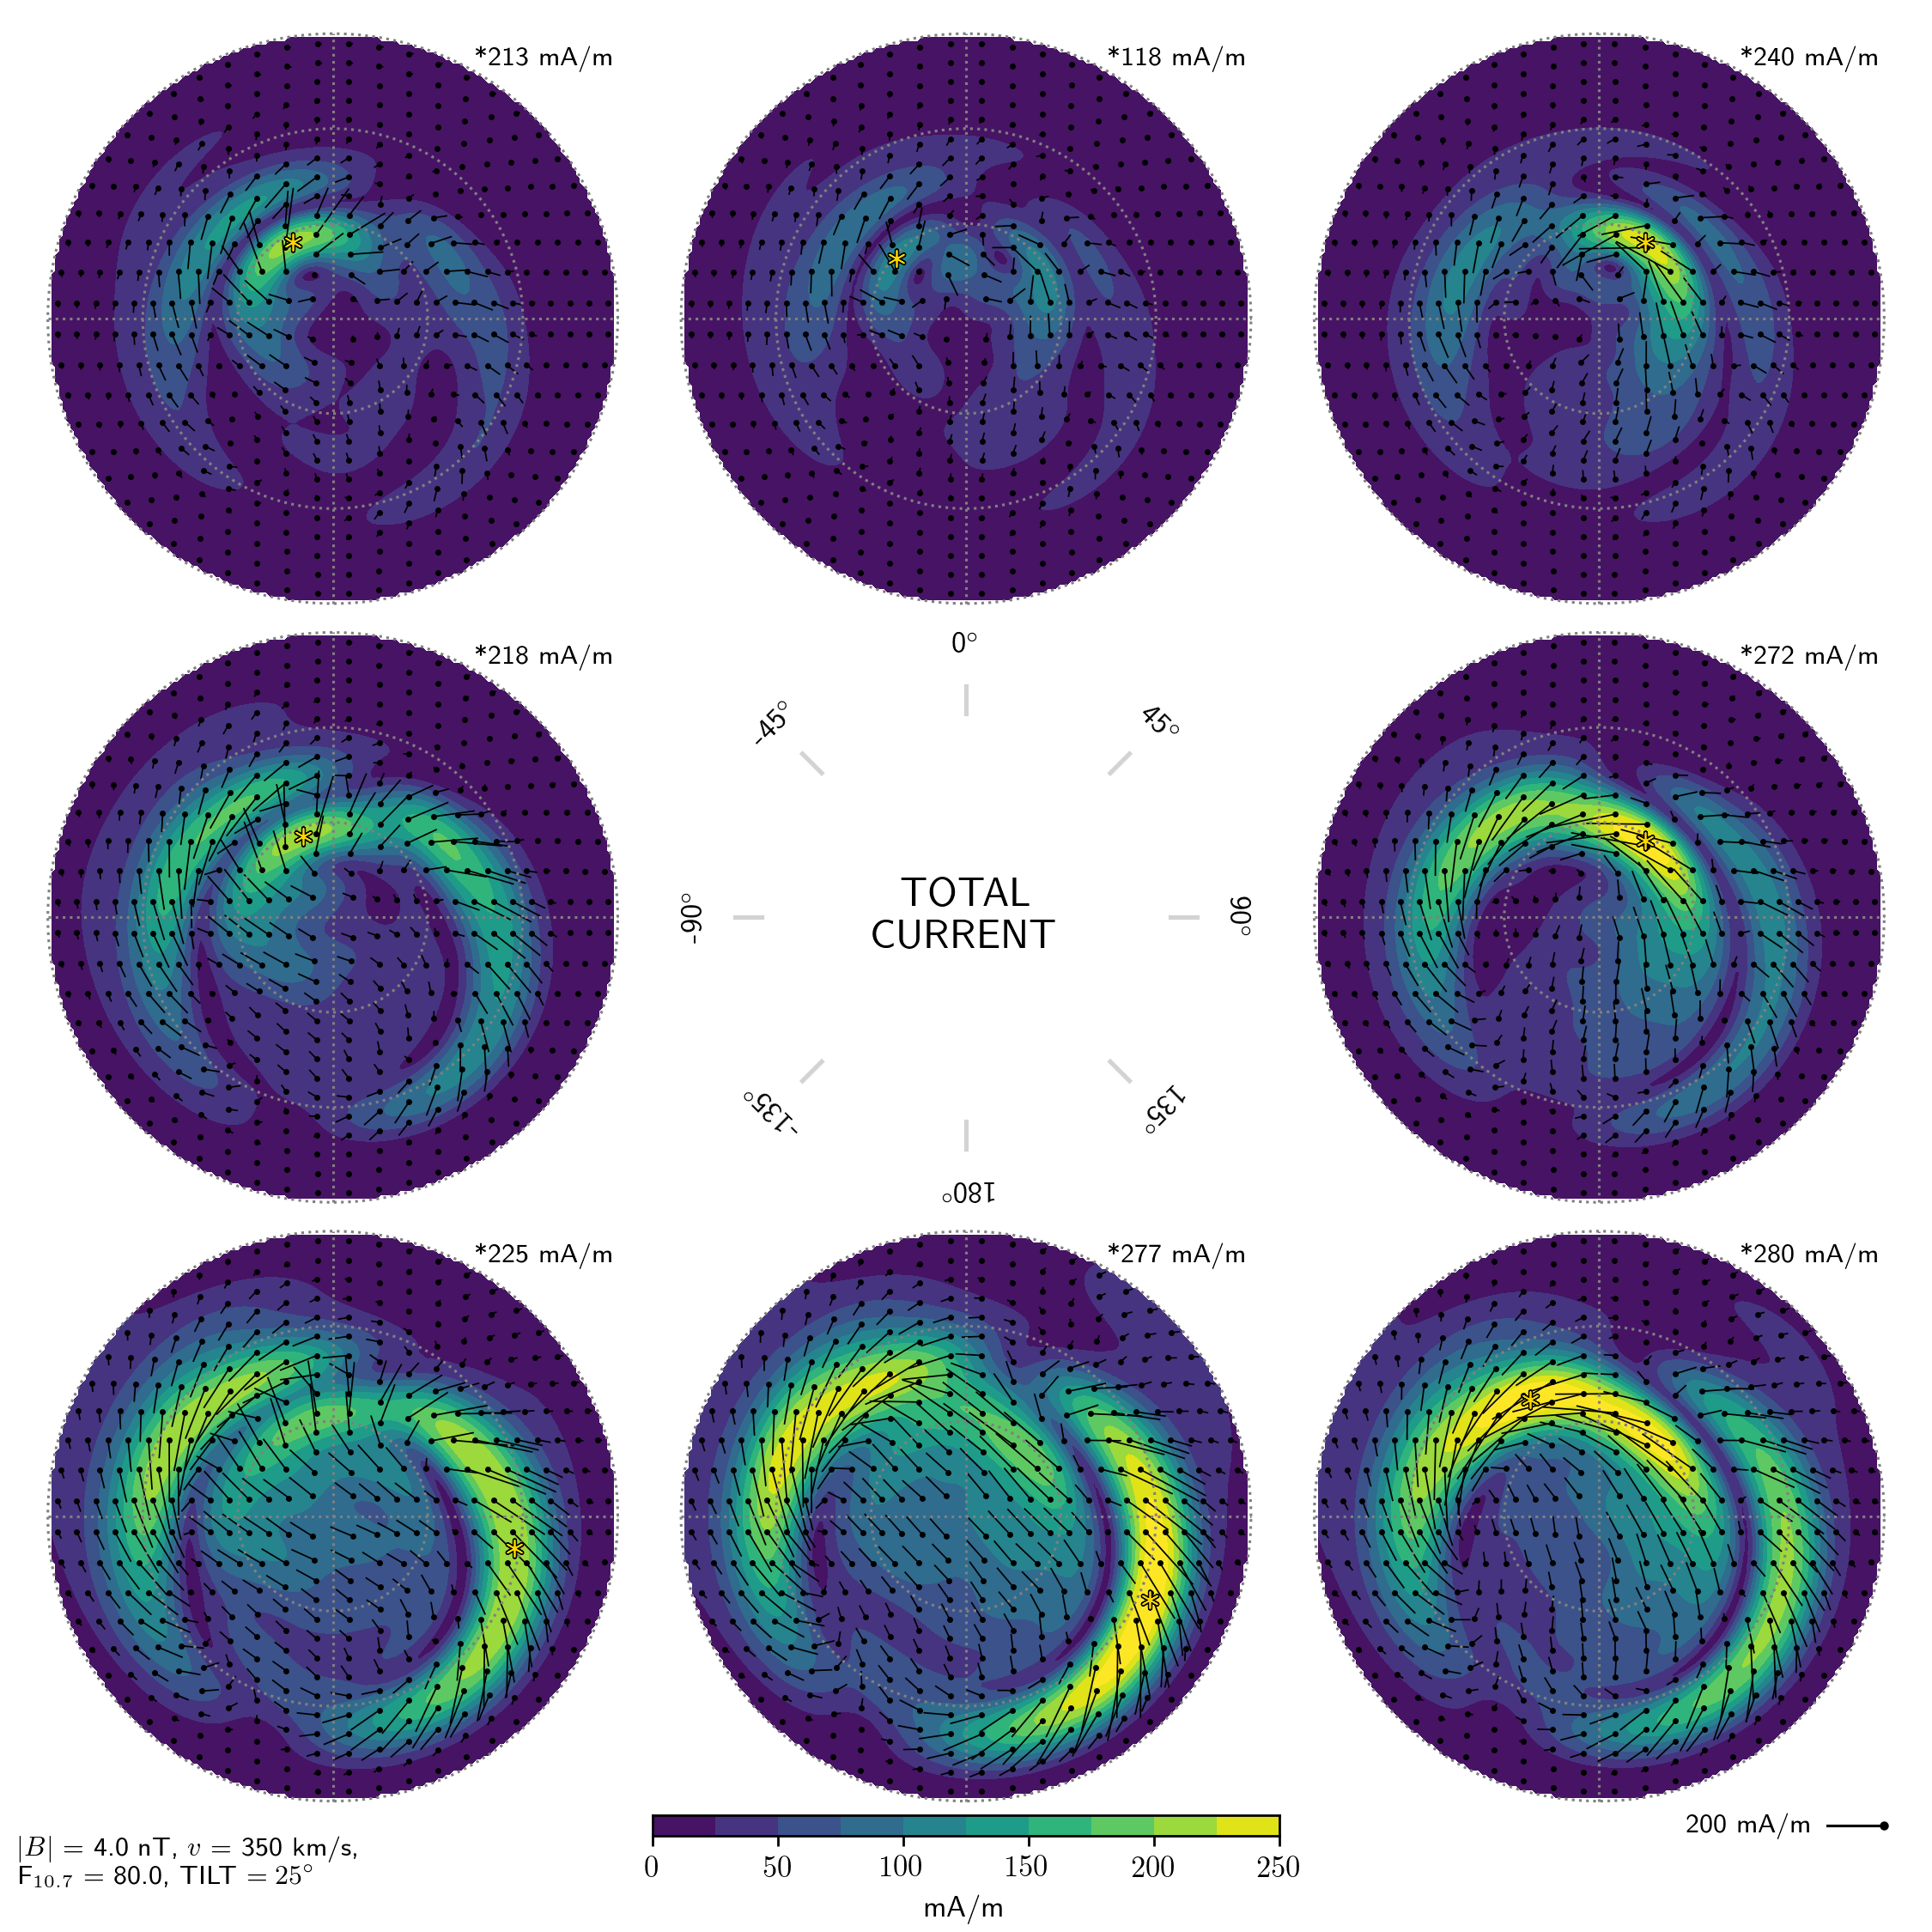 *213 mA/m
*118 mA/m
*240 mA/m
*218 mA/m
0°
*272 mA/m
-45°
45°
-90°
TOTAL
CURRENT
90°
-135°
135°
180°
*225 mA/m
*277 mA/m
*280 mA/m
|B| = 4.0 nT, v = 350 km/s,
F10.7 = 80.0, TILT = 25°
200 mA/m
0 50 100 150 200 250
mA/m